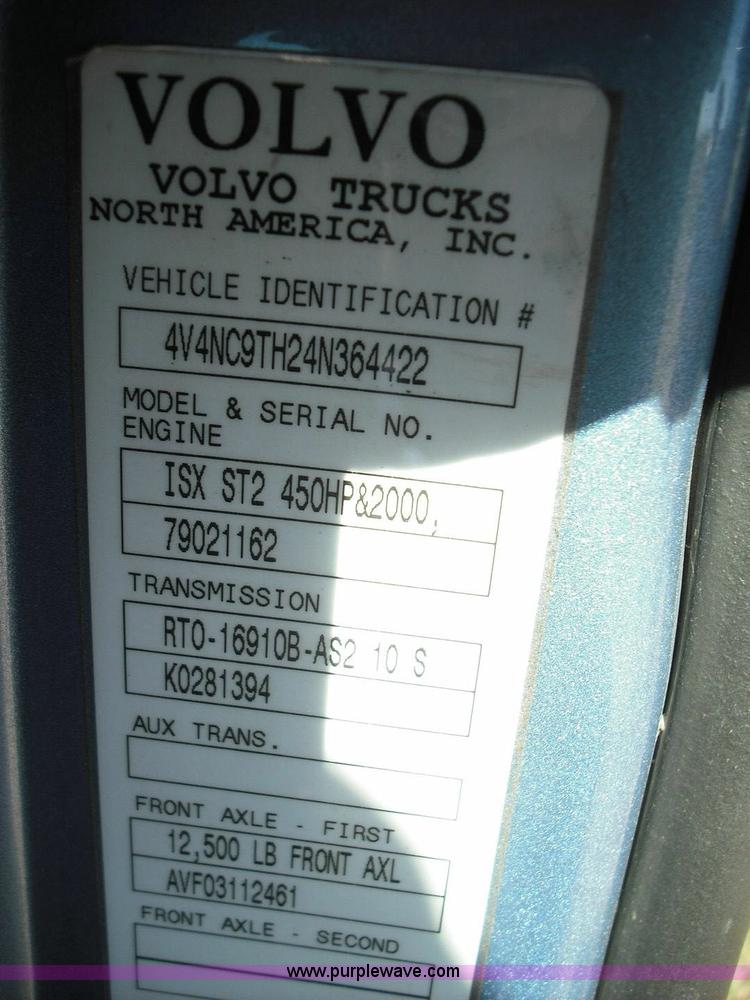 VOLVO
VOLVO TRUCKS
NORTH AMERICA, INC.
VEHICLE IDENTIFICATION #
4V4NC9TH24N364422
MODEL & SERIAL NO.
ENGINE
ISX ST2 450HP&2000,
79021162
TRANSMISSION
RTO-16910B-AS2 10 S
K0281394
AUX TRANS.
FRONT AXLE - FIRST
12,500 LB FRONT AXL
AVF03112461
FRONT AXLE - SECOND
www.purplewave.com